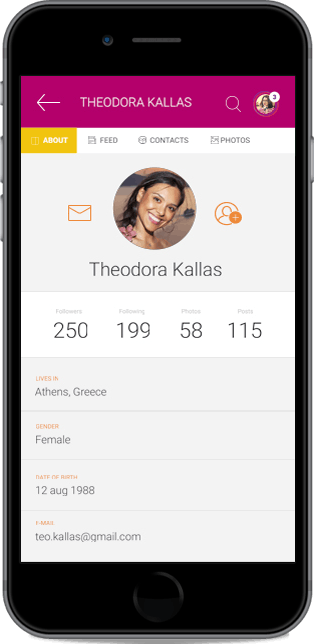 THEODORA KALLAS
3
ABOUT FEED CONTACTS PHOTOS
Theodora Kallas
Followers Following Photos Posts
250 199 58 115
LIVES IN
Athens, Greece
GENDER
Female
DATE OF BIRTH
12 aug 1988
E-MAIL
teo.kallas@gmail.com